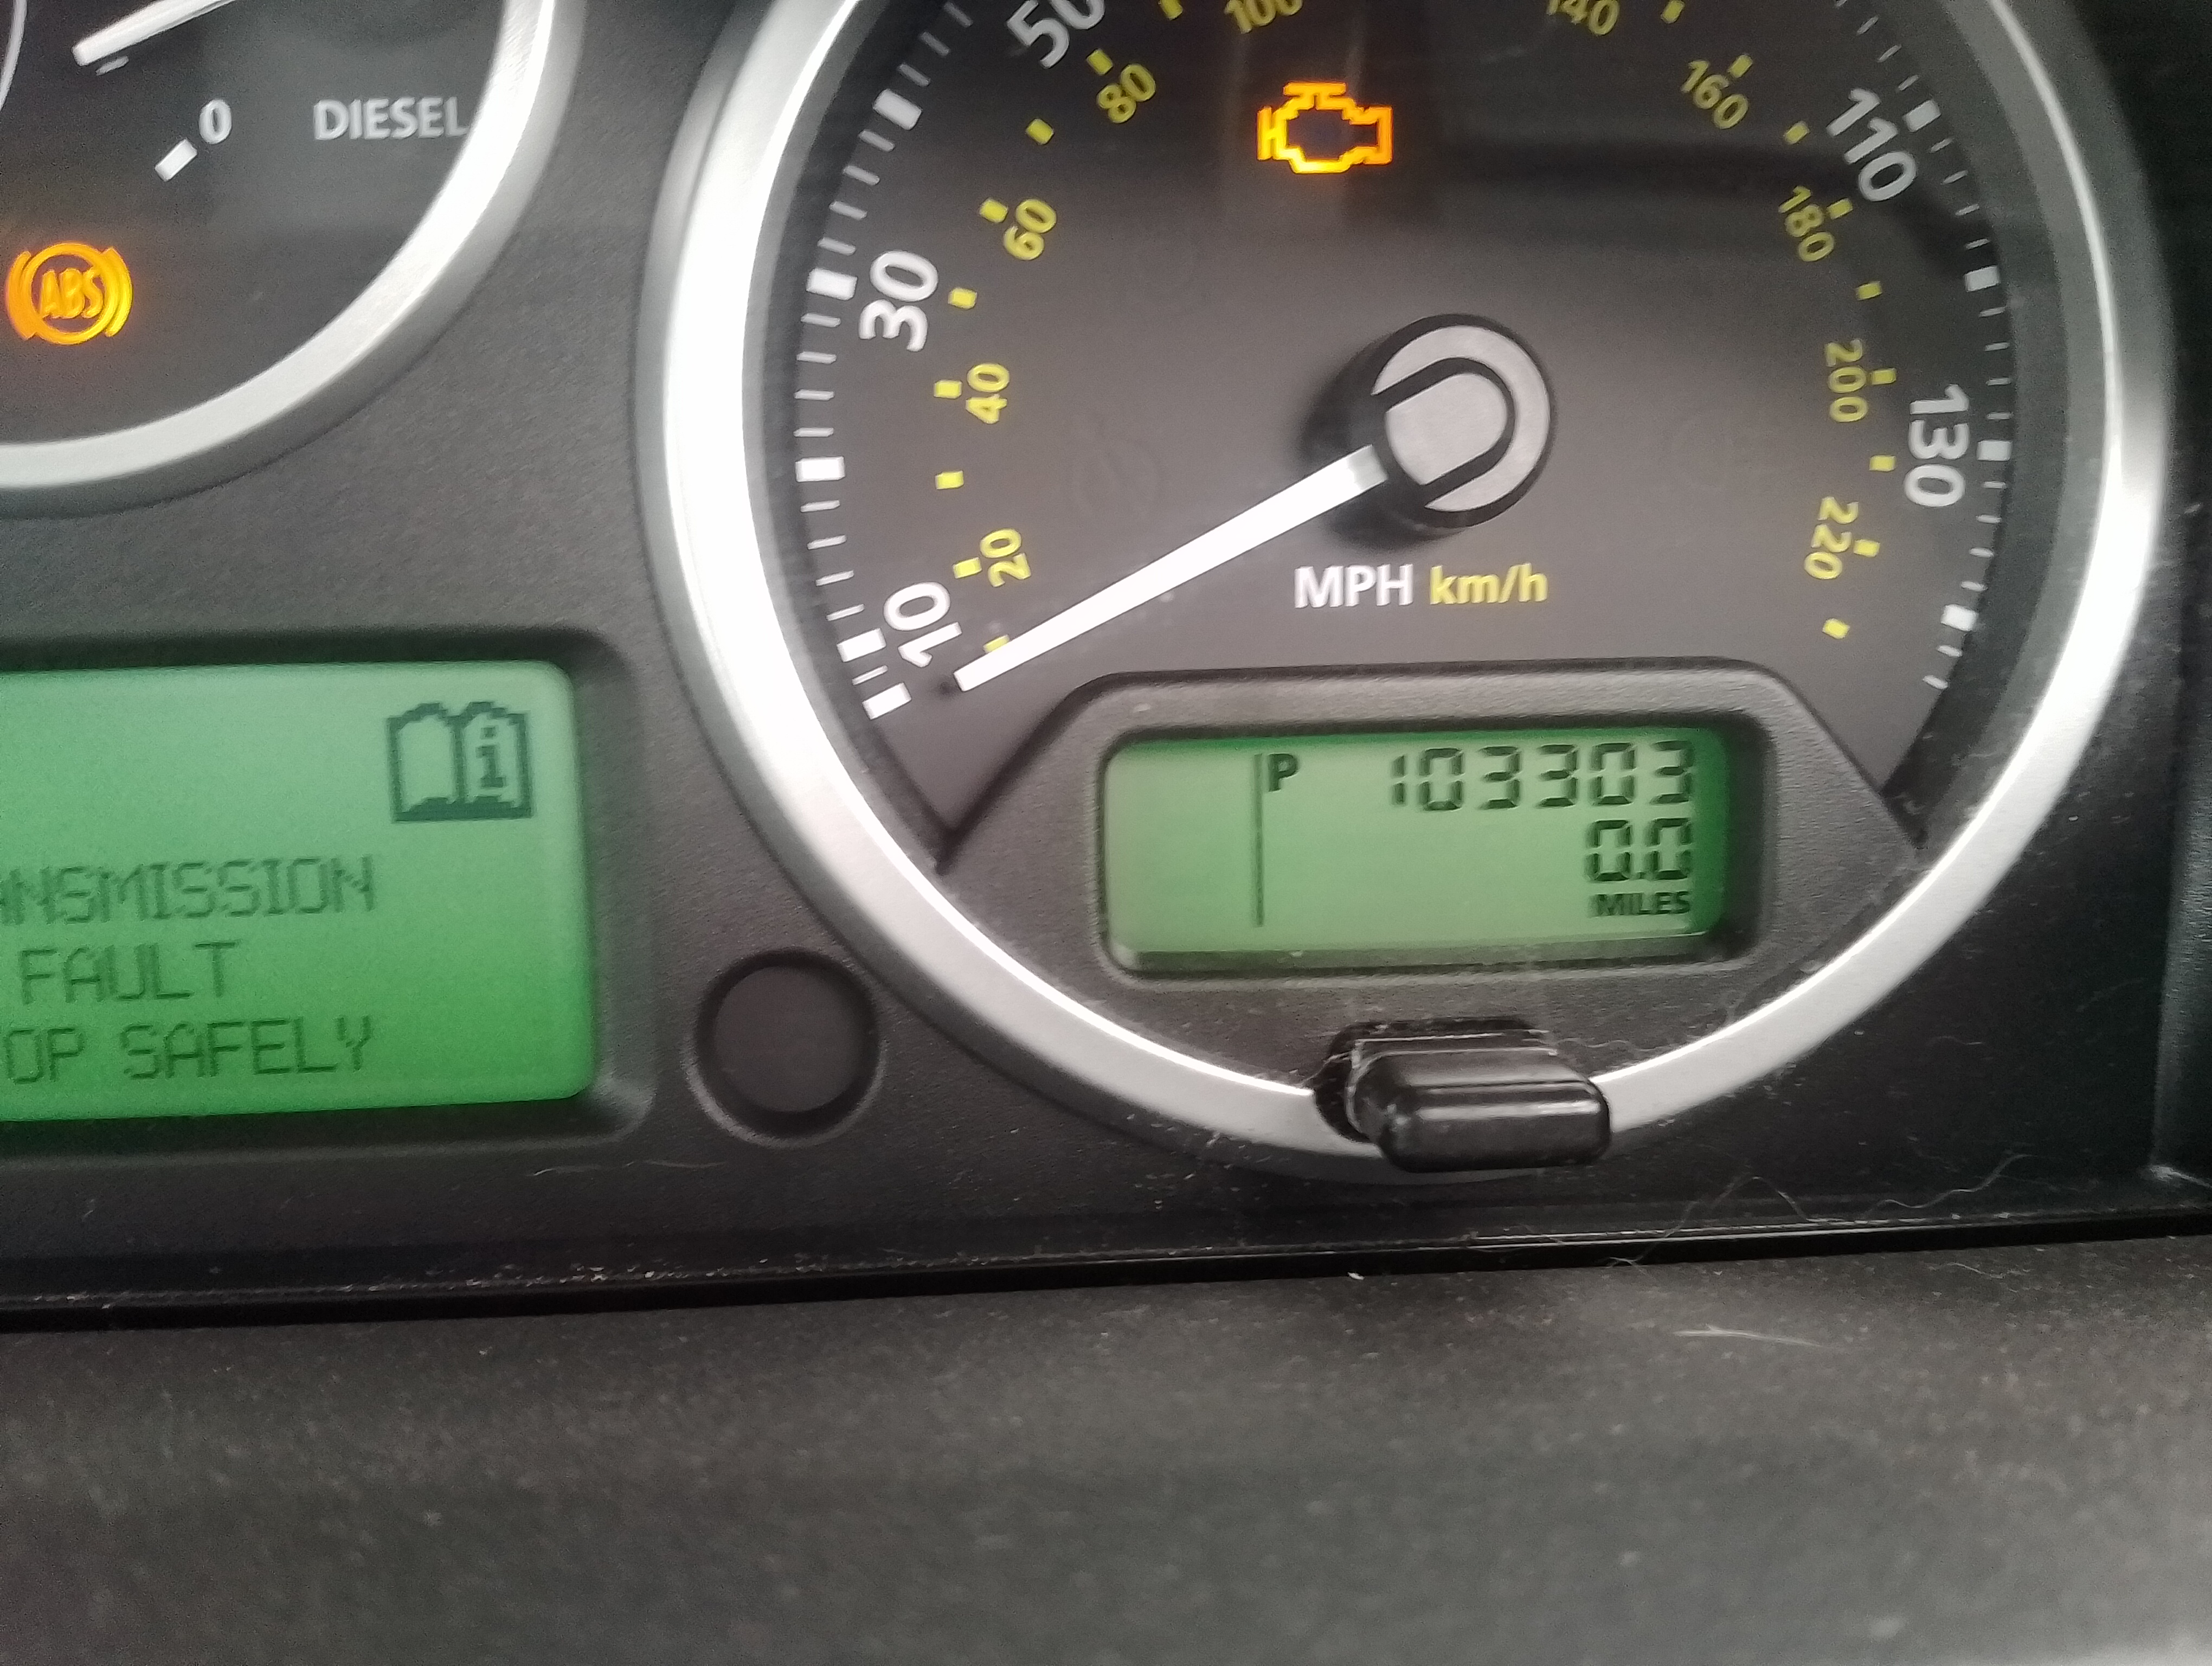 0 DIESEL
ABS
10
30
50
110
130
20
40
60
80
100
140
160
180
200
220
MPH km/h
P 103303
0.0
MILES
i
ANSMISSION
FAULT
OP SAFELY